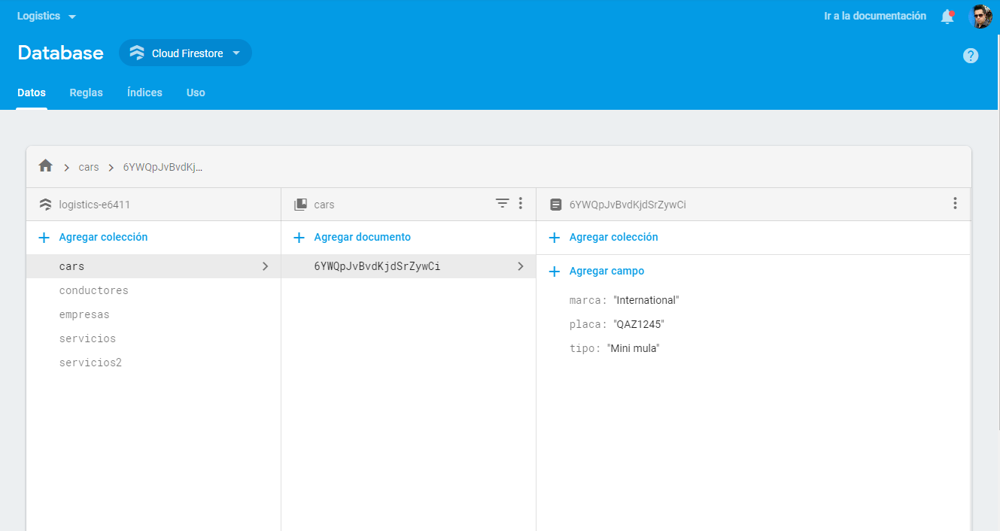 Logistics
Ir a la documentación
Database
Cloud Firestore
?
Datos
Reglas
Índices
Uso
cars
6YWQpJvBvdKj...
logistics-e6411
cars
6YWQpJvBvdKjdSrZywCi
Agregar colección
Agregar documento
Agregar colección
cars
6YWQpJvBvdKjdSrZywCi
Agregar campo
conductores
marca: "International"
empresas
placa: "QAZ1245"
servicios
tipo: "Mini mula"
servicios2